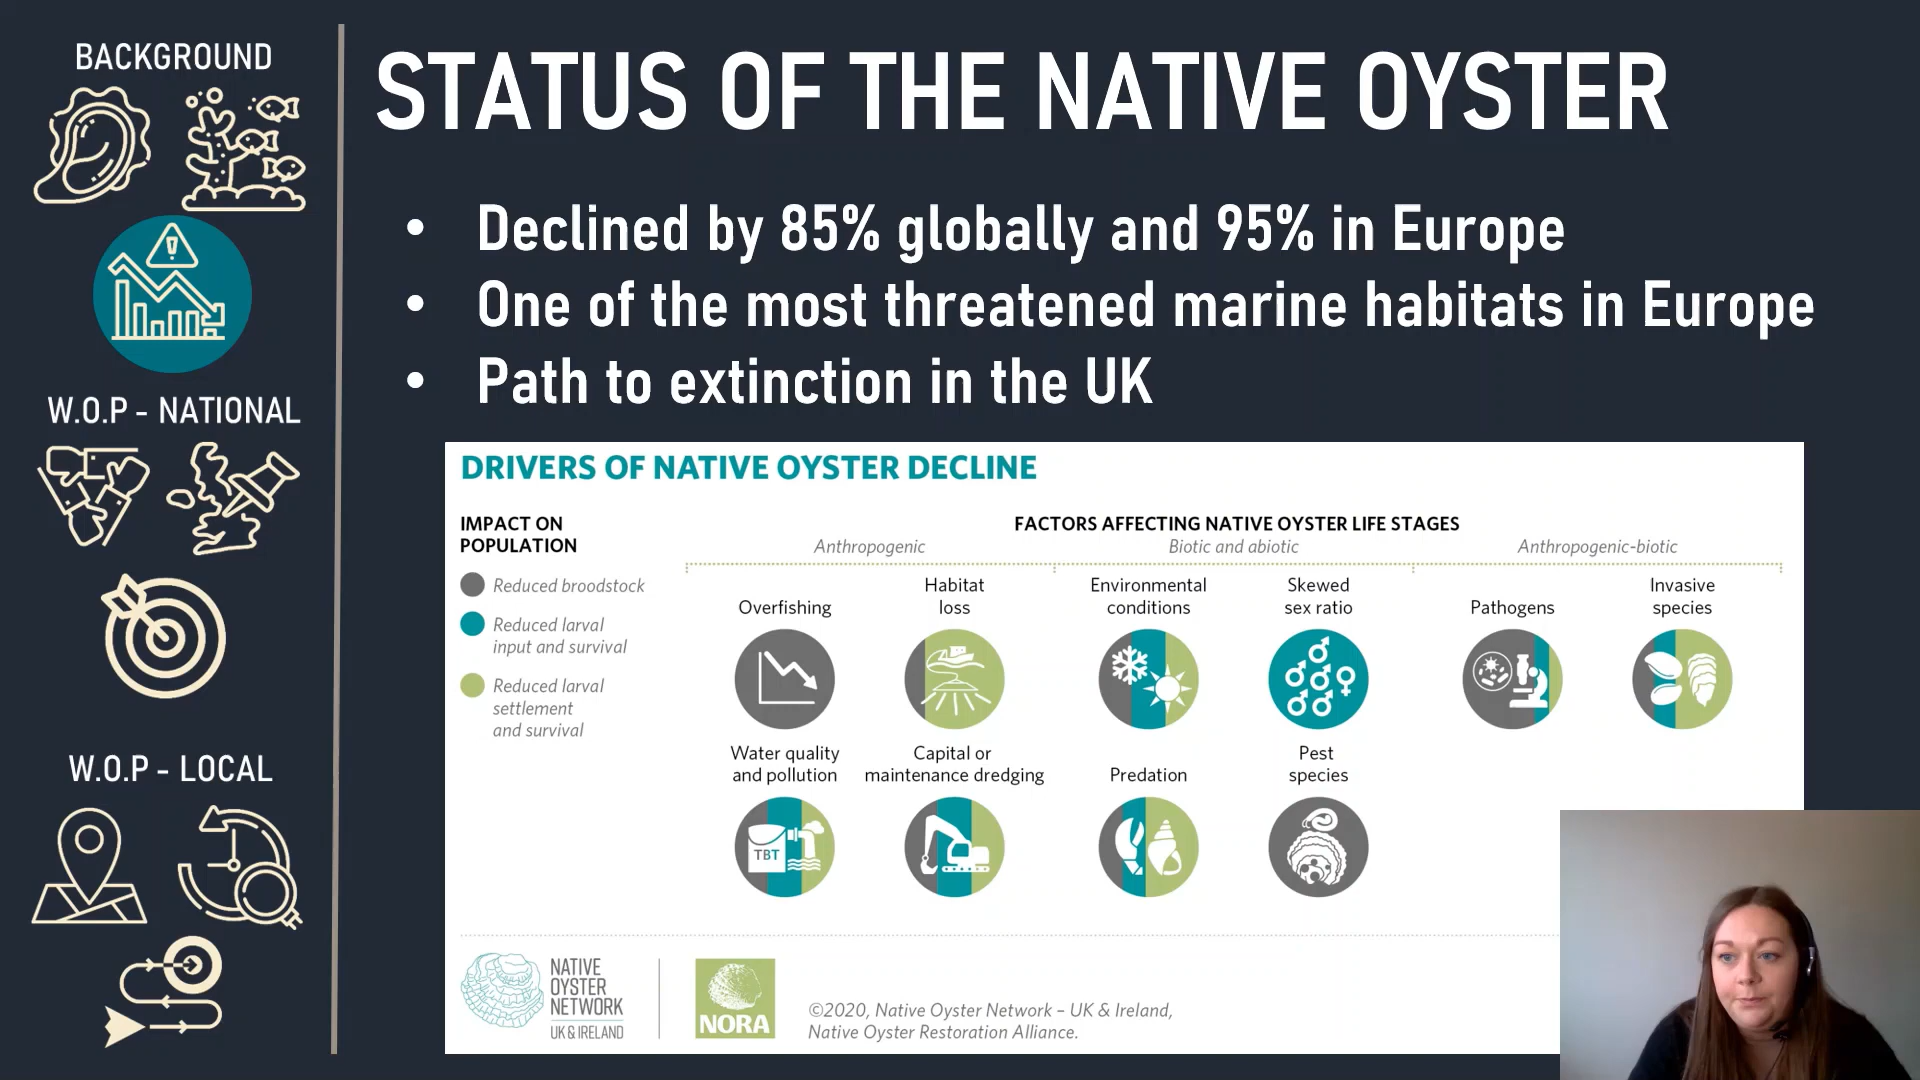 BACKGROUND
W.O.P - NATIONAL
W.O.P - LOCAL
STATUS OF THE NATIVE OYSTER
• Declined by 85% globally and 95% in Europe
• One of the most threatened marine habitats in Europe
• Path to extinction in the UK
DRIVERS OF NATIVE OYSTER DECLINE
IMPACT ON
POPULATION
Reduced broodstock
Reduced larval
input and survival
Reduced larval
settlement
and survival
FACTORS AFFECTING NATIVE OYSTER LIFE STAGES
Anthropogenic
Biotic and abiotic
Anthropogenic-biotic
Overfishing
Habitat
loss
Environmental
conditions
Skewed
sex ratio
Pathogens
Invasive
species
Water quality
and pollution
Capital or
maintenance dredging
Predation
Pest
species
TBT
NATIVE
OYSTER
NETWORK
UK & IRELAND
NORA
©2020, Native Oyster Network – UK & Ireland,
Native Oyster Restoration Alliance.